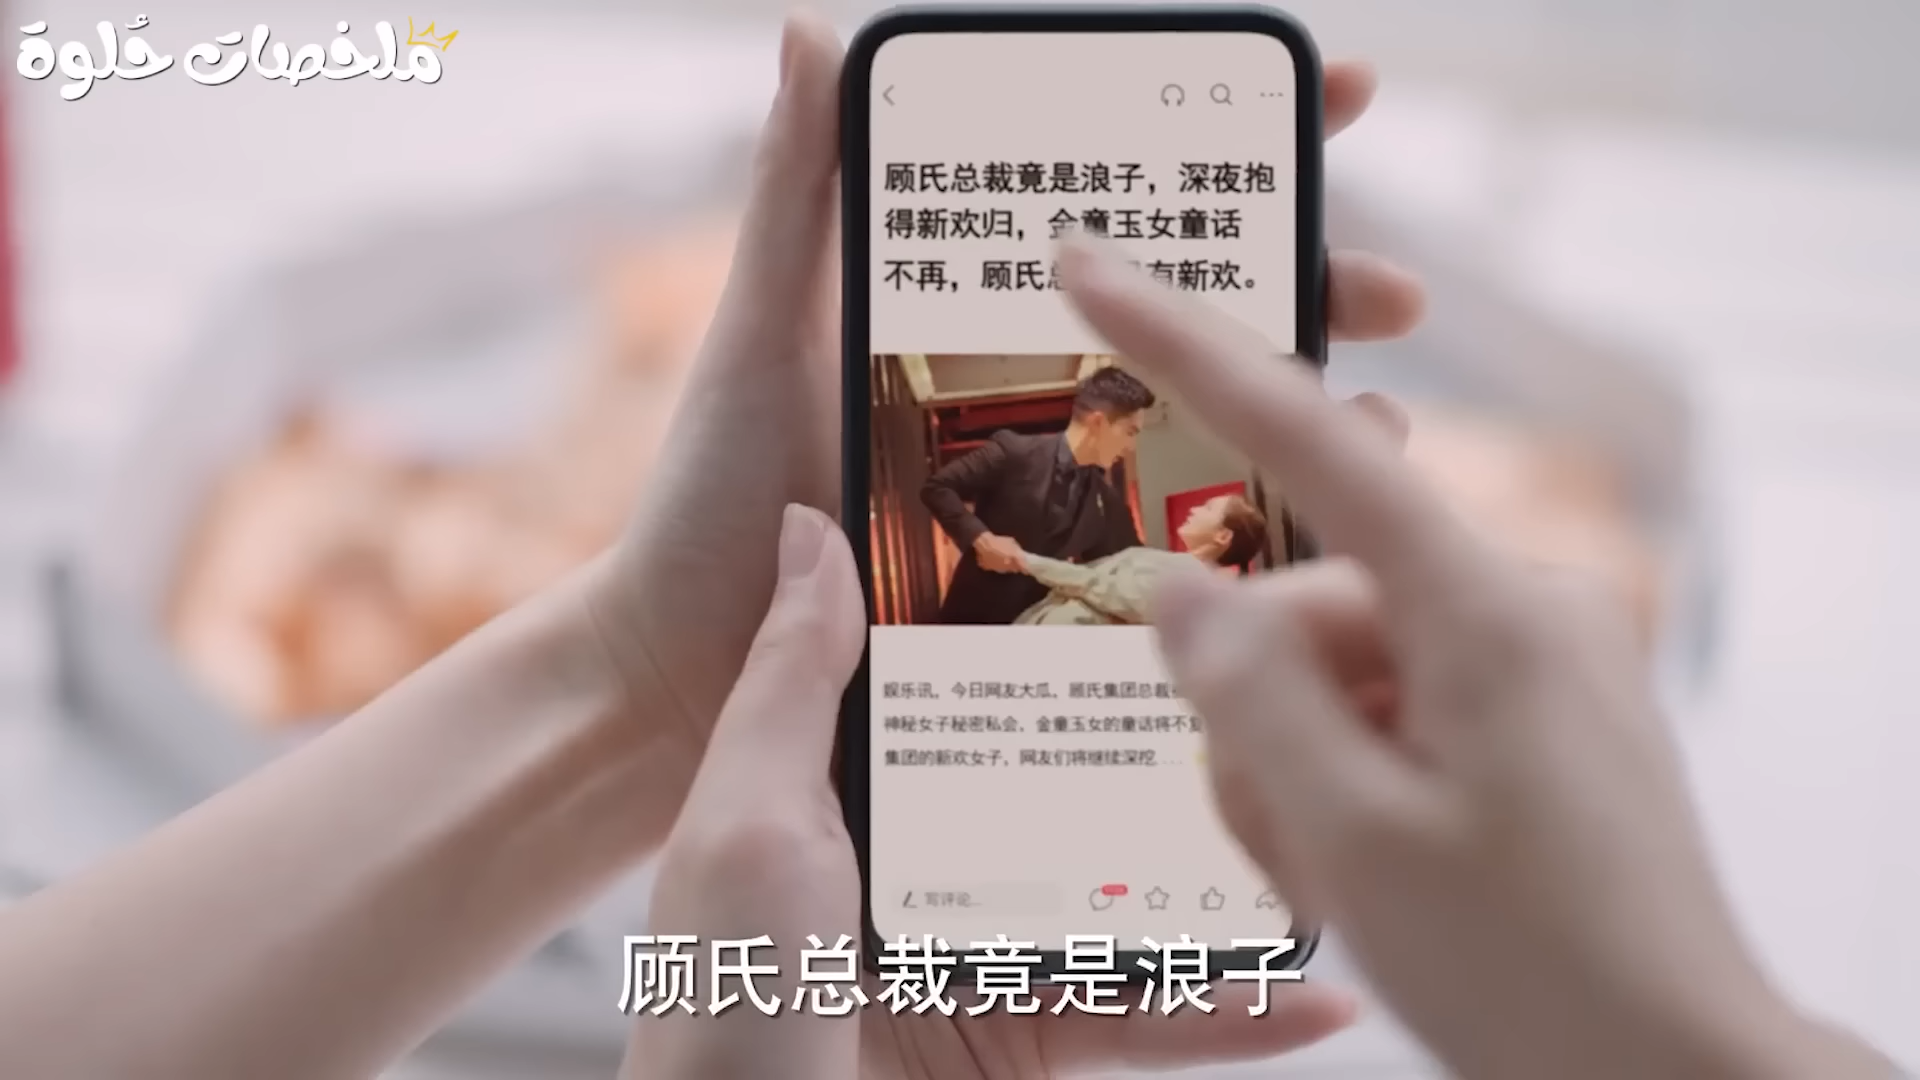 ملخصات حلوة
顾氏总裁竟是浪子，深夜抱
得新欢归，金童玉女童话
不再，顾氏总 有新欢。
娱乐讯，今日网友大瓜，顾氏集团总裁
神秘女子秘密私会，金童玉女的童话将不复
集团的新欢女子，网友们将继续深挖...
写评论...
顾氏总裁竟是浪子